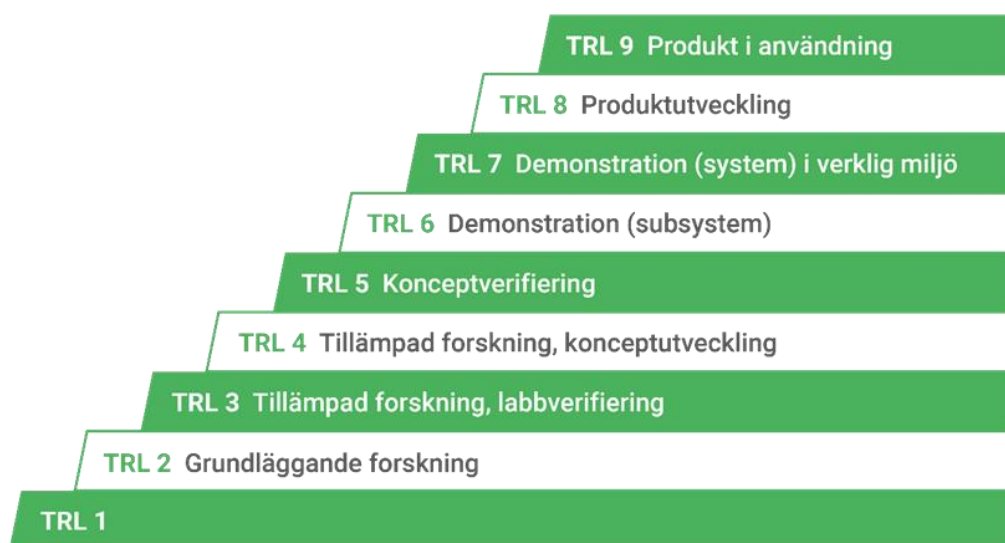 TRL 9 Produkt i användning
TRL 8 Produktutveckling
TRL 7 Demonstration (system) i verklig miljö
TRL 6 Demonstration (subsystem)
TRL 5 Konceptverifiering
TRL 4 Tillämpad forskning, konceptutveckling
TRL 3 Tillämpad forskning, labbverifiering
TRL 2 Grundläggande forskning
TRL 1